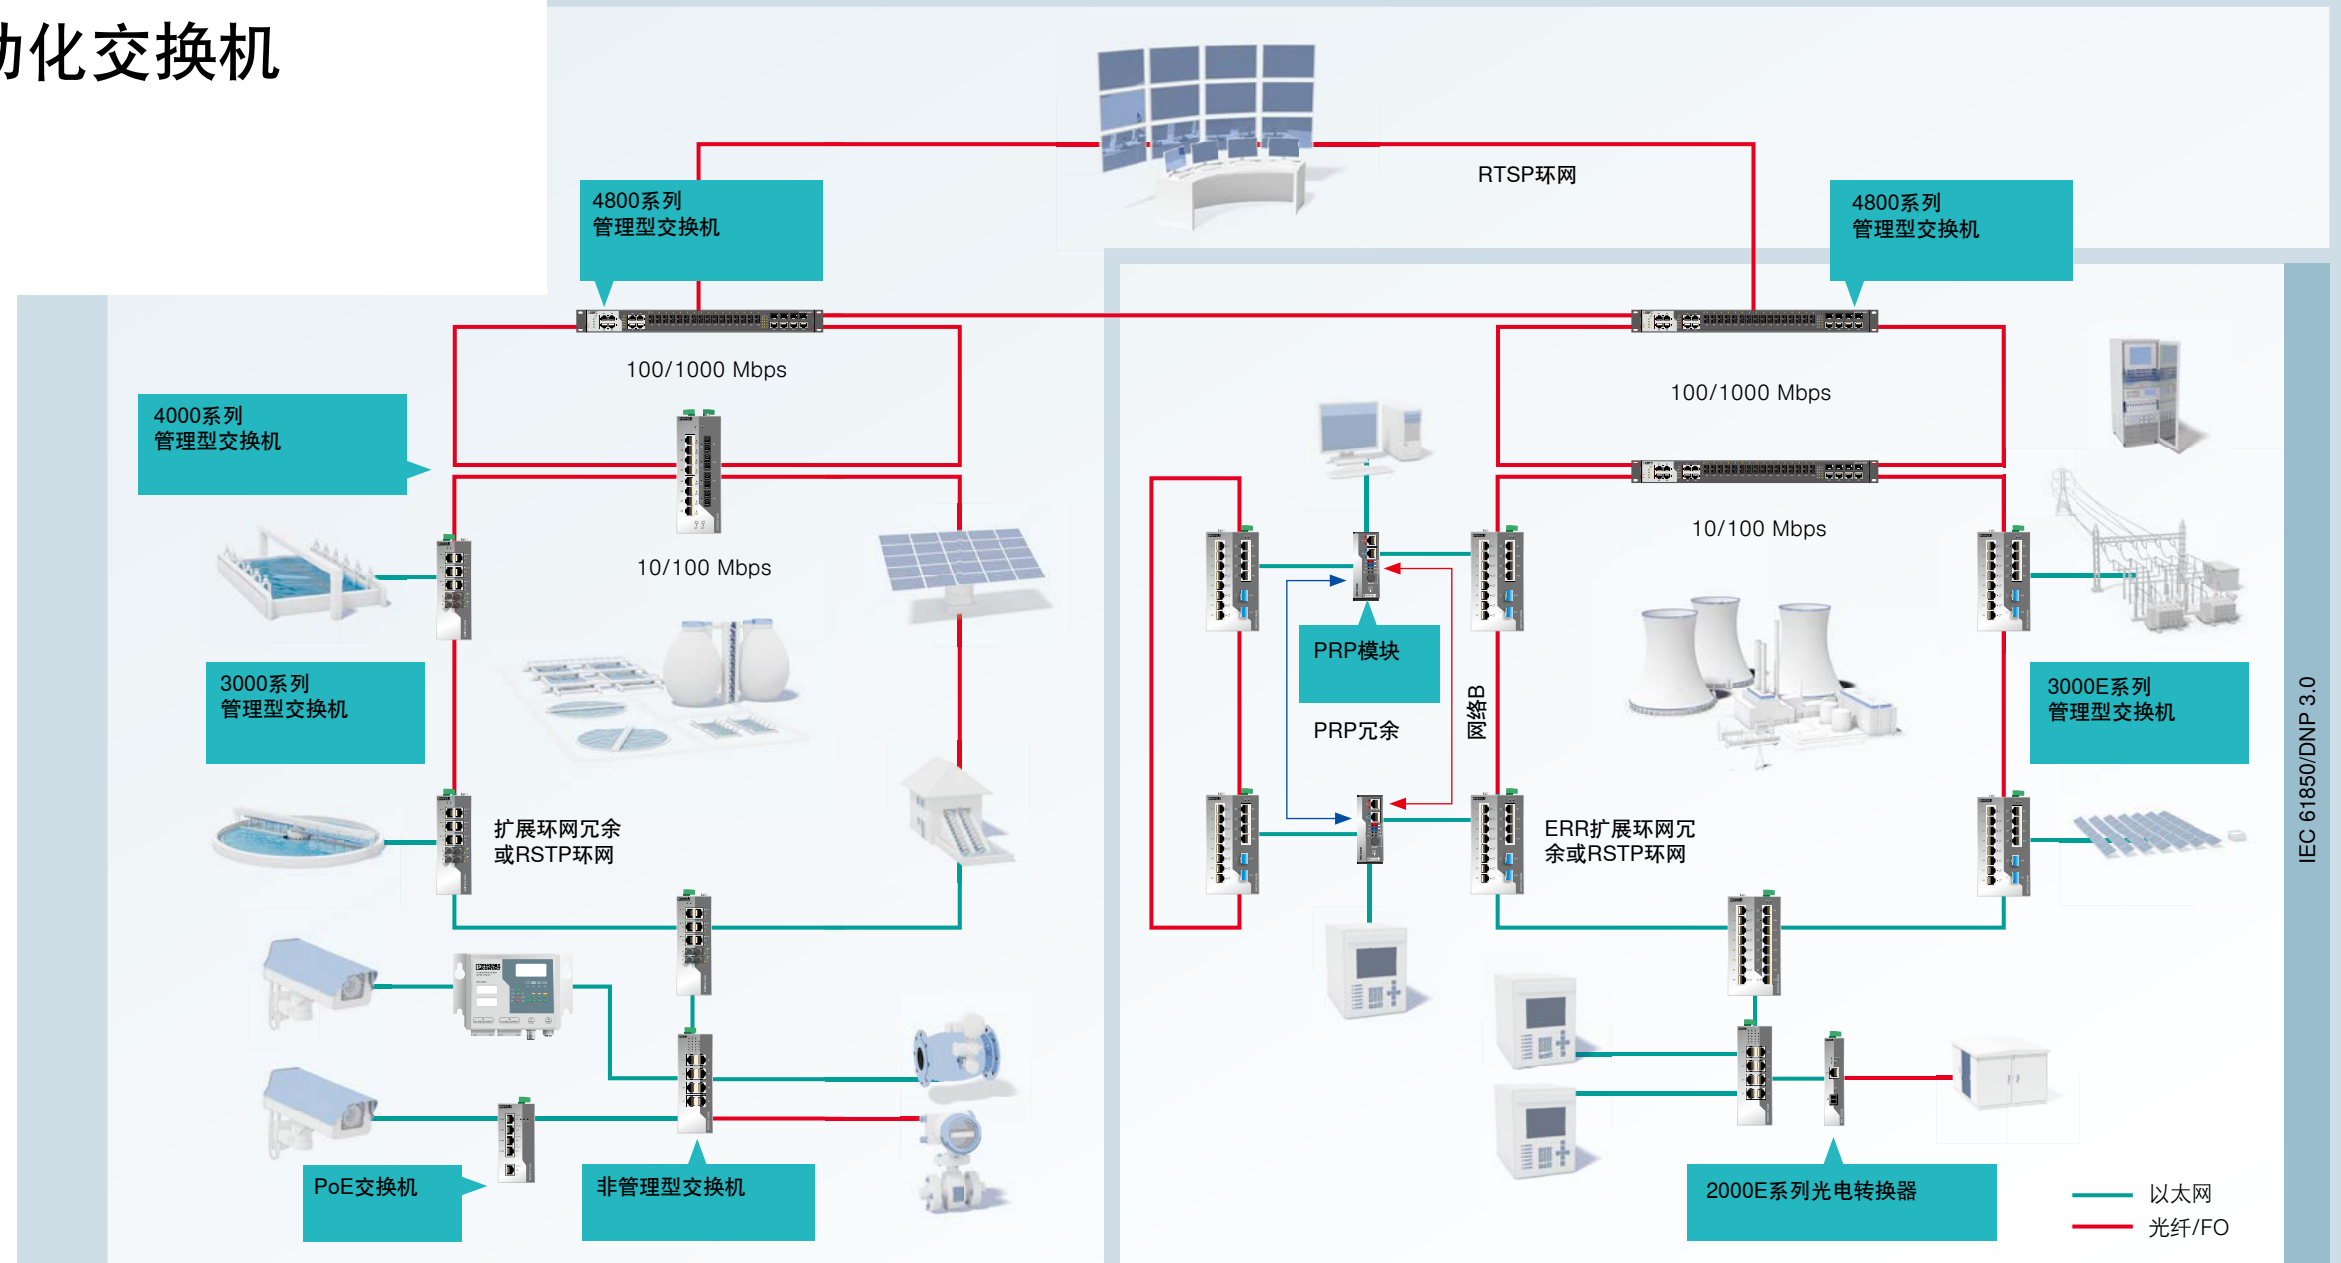 动化交换机
RTSP环网
4800系列
管理型交换机
4800系列
管理型交换机
100/1000 Mbps
100/1000 Mbps
4000系列
管理型交换机
10/100 Mbps
10/100 Mbps
PRP模块
3000系列
管理型交换机
3000E系列
管理型交换机
PRP冗余
网络B
IEC 61850/DNP 3.0
扩展环网冗余
或RSTP环网
ERR扩展环网冗
余或RSTP环网
PoE交换机
非管理型交换机
2000E系列光电转换器
以太网
光纤/FO